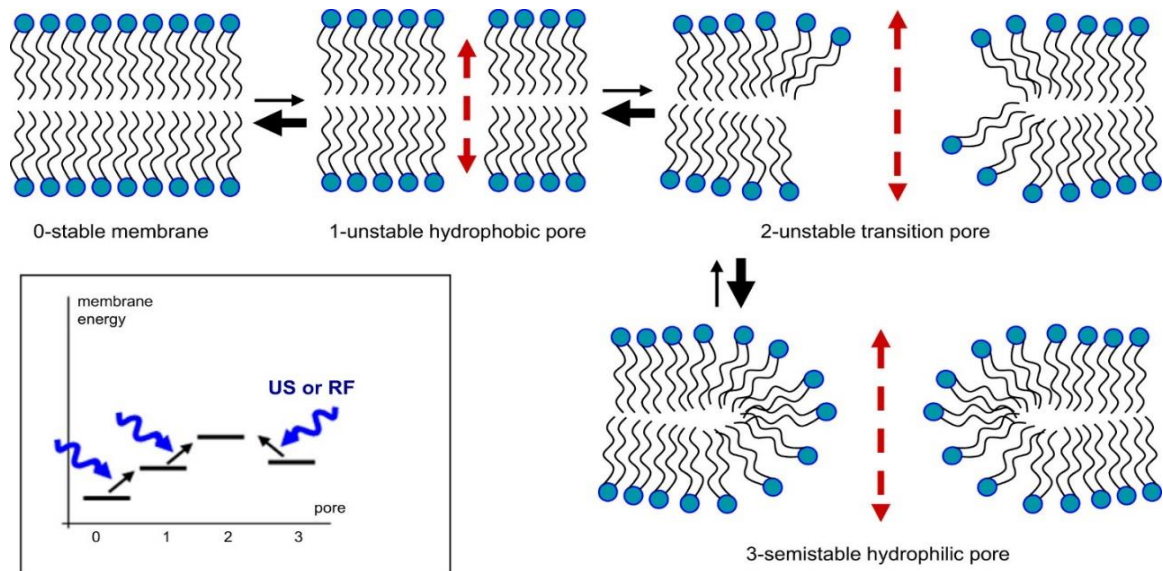 0-stable membrane
1-unstable hydrophobic pore
2-unstable transition pore
membrane
energy
US or RF
pore
0 1 2 3
3-semistable hydrophilic pore